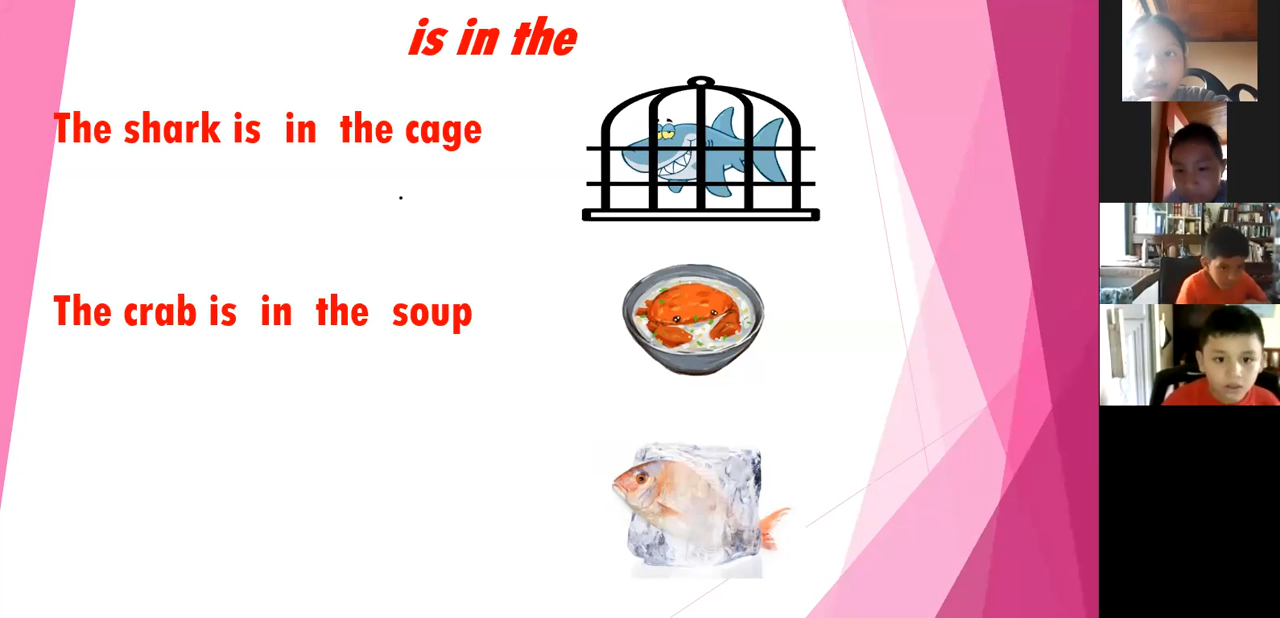 is in the
The shark is in the cage
The crab is in the soup